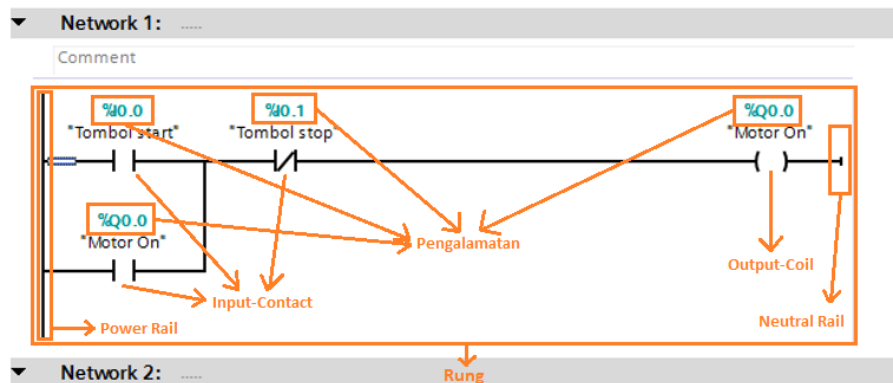 Network 1: .....
Comment
%I0.0 %I0.1 %Q0.0
"Tombol start" "Tombol stop" "Motor On"
%Q0.0
"Motor On"
Pengalamatan
Output-Coil
Input-Contact
Power Rail
Neutral Rail
Network 2: .....
Rung